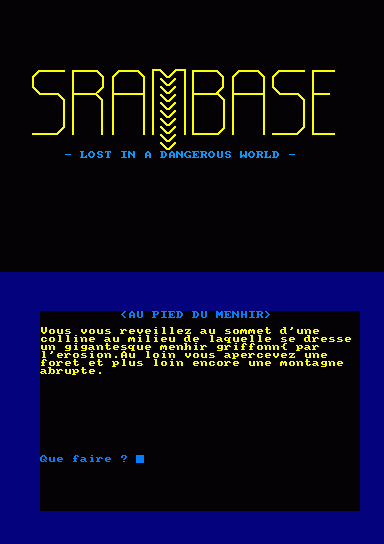 SRAMBASE
- LOST IN A DANGEROUS WORLD -
<AU PIED DU MENHIR>
Vous vous reveillez au sommet d'une
colline au milieu de laquelle se dresse
un gigantesque menhir griffonn{ par
l'erosion.Au loin vous apercevez une
foret et plus loin encore une montagne
abrupte.
Que faire ?